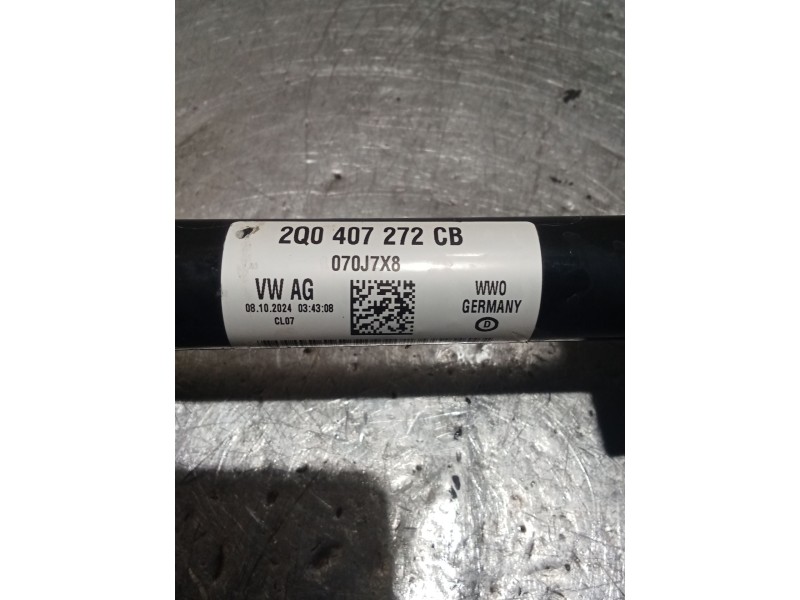 2Q0 407 272 CB
070J7X8
VW AG
08.10.2024 03:43:08
CL07
WWO
GERMANY
D